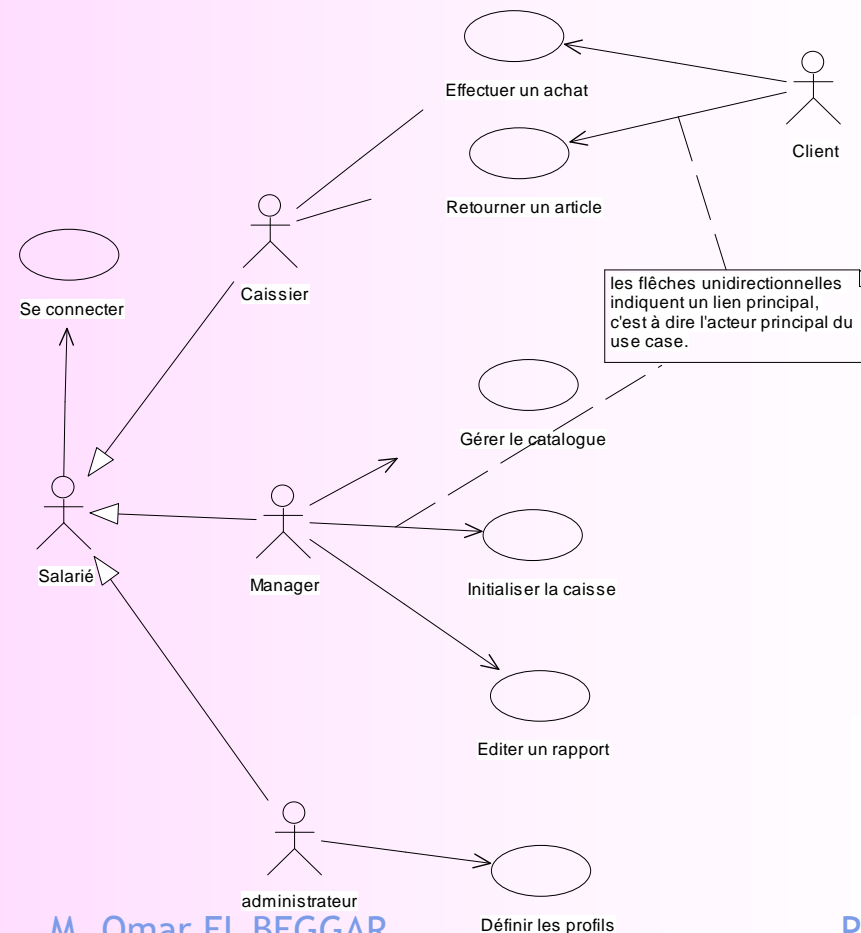 Effectuer un achat
Client
Retourner un article
Caissier
Se connecter
les flêches unidirectionnelles
indiquent un lien principal,
c'est à dire l'acteur principal du
use case.
Gérer le catalogue
Salarié
Manager
Initialiser la caisse
Editer un rapport
administrateur
Définir les profils
M. Omar EL BEGGAR